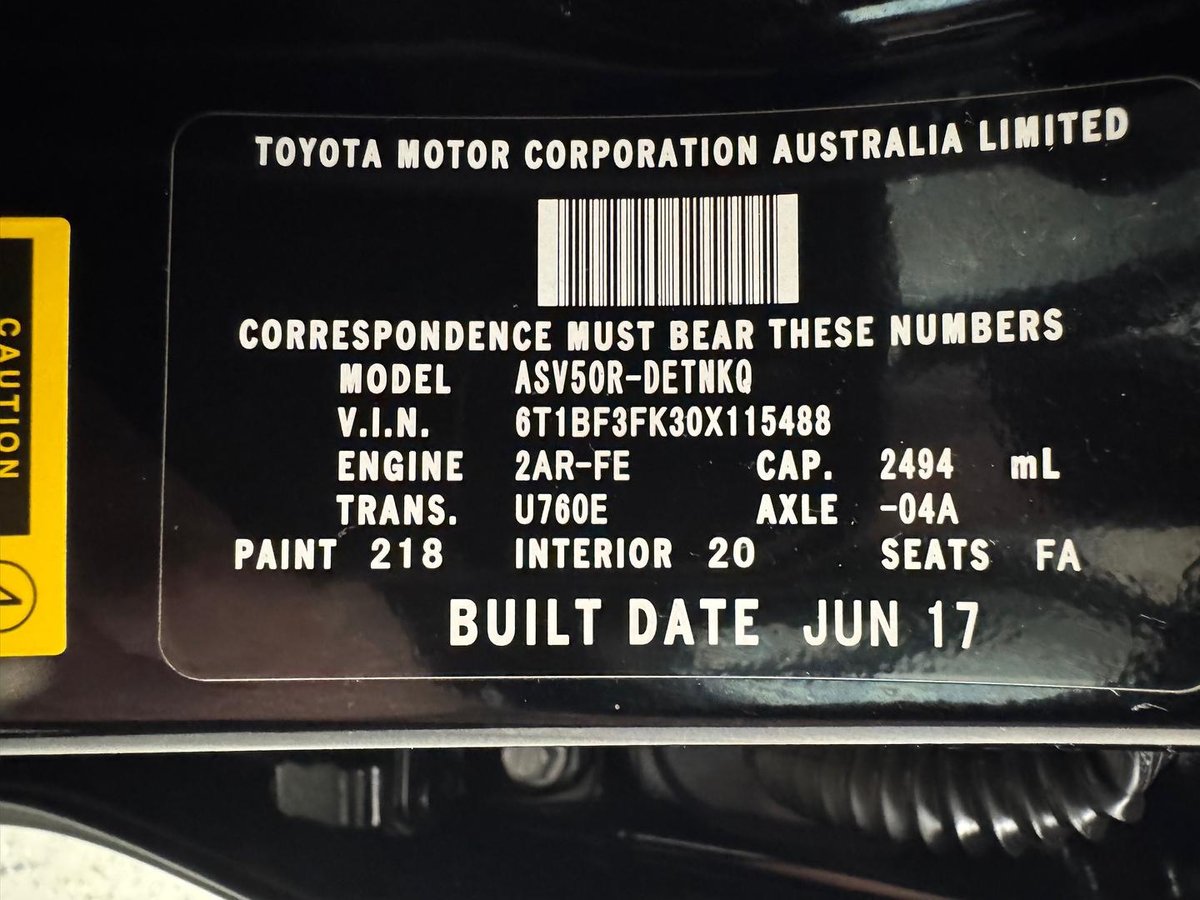 TOYOTA MOTOR CORPORATION AUSTRALIA LIMITED
CORRESPONDENCE MUST BEAR THESE NUMBERS
MODEL ASV50R-DETNKQ
V.I.N. 6T1BF3FK30X115488
ENGINE 2AR-FE CAP. 2494 mL
TRANS. U760E AXLE -04A
PAINT 218 INTERIOR 20 SEATS FA
BUILT DATE JUN 17
CAUTION